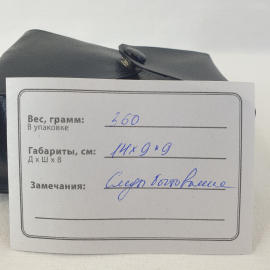 Вес, грамм: 260
В упаковке
Габариты, см: 14 x 9 x 9
Д х Ш х В
Замечания: Следы бытования